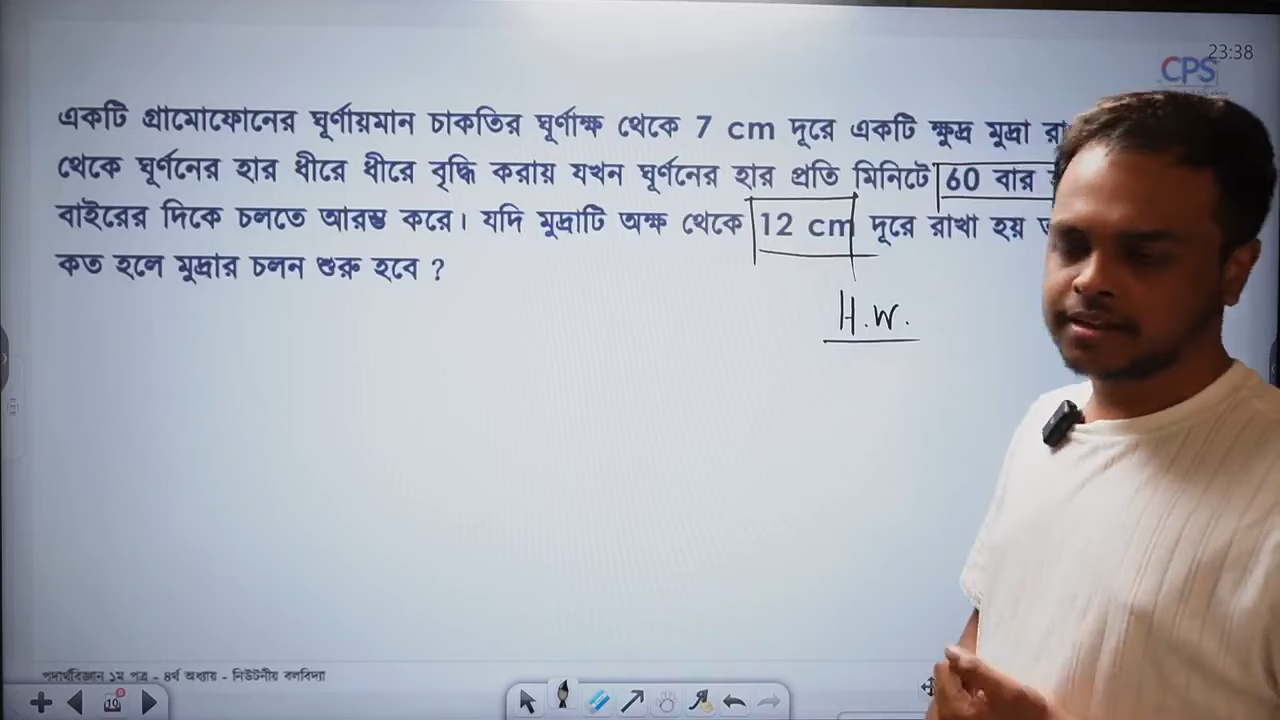 23:38
CPS
একটি গ্রামোফোনের ঘূর্ণায়মান চাকতির ঘূর্ণাক্ষ থেকে 7 cm দূরে একটি ক্ষুদ্র মুদ্রা
থেকে ঘূর্ণনের হার ধীরে ধীরে বৃদ্ধি করায় যখন ঘূর্ণনের হার প্রতি মিনিটে 60 বার
বাইরের দিকে চলতে আরম্ভ করে। যদি মুদ্রাটি অক্ষ থেকে 12 cm দূরে রাখা হয়
কত হলে মুদ্রার চলন শুরু হবে ?
H.W.
পদার্থবিজ্ঞান ১ম পত্র - ৪র্থ অধ্যায় - নিউটনীয় বলবিদ্যা
10